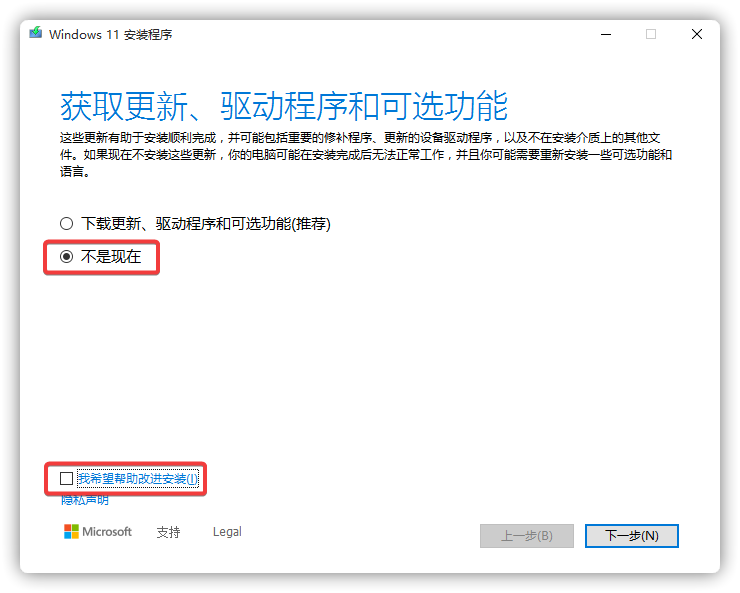 Windows 11 安装程序
获取更新、驱动程序和可选功能
这些更新有助于安装顺利完成，并可能包括重要的修补程序、更新的设备驱动程序，以及不在安装介质上的其他文
件。如果现在不安装这些更新，你的电脑可能在安装完成后无法正常工作，并且你可能需要重新安装一些可选功能和
语言。
下载更新、驱动程序和可选功能(推荐)
不是现在
我希望帮助改进安装(I)
隐私声明
Microsoft 支持 Legal 上一步(B) 下一步(N)